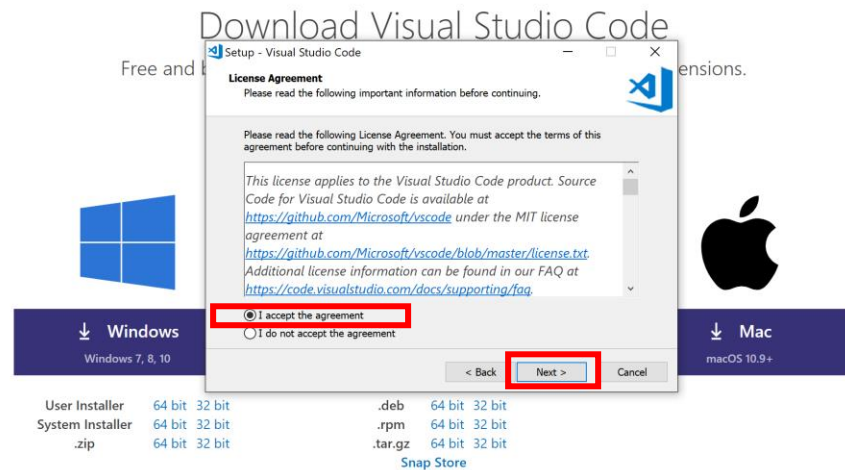 Download Visual Studio Code
Free and
ensions.
Setup - Visual Studio Code
License Agreement
Please read the following important information before continuing.
Please read the following License Agreement. You must accept the terms of this
agreement before continuing with the installation.
This license applies to the Visual Studio Code product. Source
Code for Visual Studio Code is available at
https://github.com/Microsoft/vscode under the MIT license
agreement at
https://github.com/Microsoft/vscode/blob/master/license.txt.
Additional license information can be found in our FAQ at
https://code.visualstudio.com/docs/supporting/faq.
I accept the agreement
I do not accept the agreement
< Back Next > Cancel
Windows
Windows 7, 8, 10
Mac
macOS 10.9+
User Installer 64 bit 32 bit
System Installer 64 bit 32 bit
.zip 64 bit 32 bit
.deb 64 bit 32 bit
.rpm 64 bit 32 bit
.tar.gz 64 bit 32 bit
Snap Store